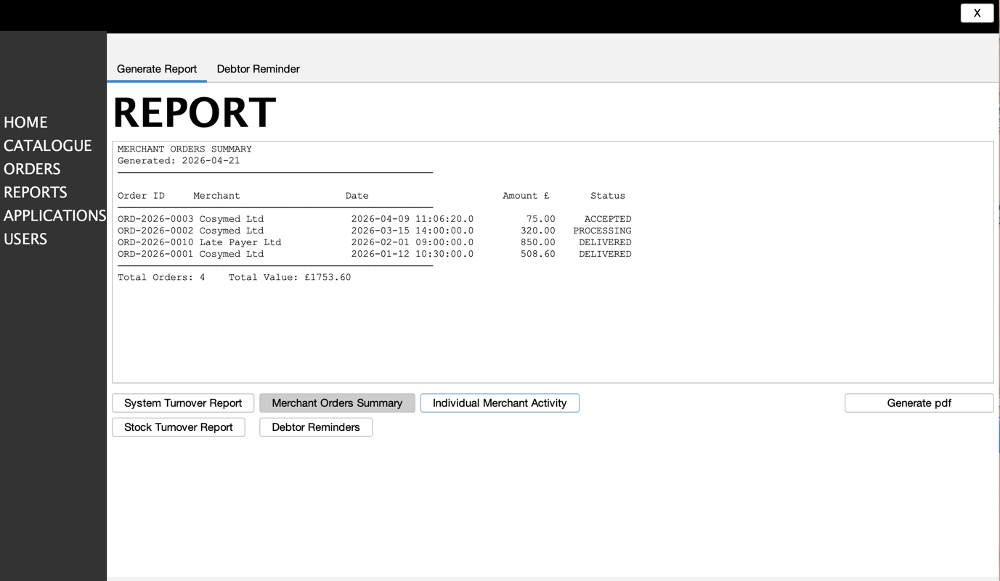 X
Generate Report Debtor Reminder
REPORT
HOME
CATALOGUE
ORDERS
REPORTS
APPLICATIONS
USERS
MERCHANT ORDERS SUMMARY
Generated: 2026-04-21
Order ID Merchant Date Amount £ Status
ORD-2026-0003 Cosymed Ltd 2026-04-09 11:06:20.0 75.00 ACCEPTED
ORD-2026-0002 Cosymed Ltd 2026-03-15 14:00:00.0 320.00 PROCESSING
ORD-2026-0010 Late Payer Ltd 2026-02-01 09:00:00.0 850.00 DELIVERED
ORD-2026-0001 Cosymed Ltd 2026-01-12 10:30:00.0 508.60 DELIVERED
Total Orders: 4 Total Value: £1753.60
System Turnover Report Merchant Orders Summary Individual Merchant Activity Generate pdf
Stock Turnover Report Debtor Reminders